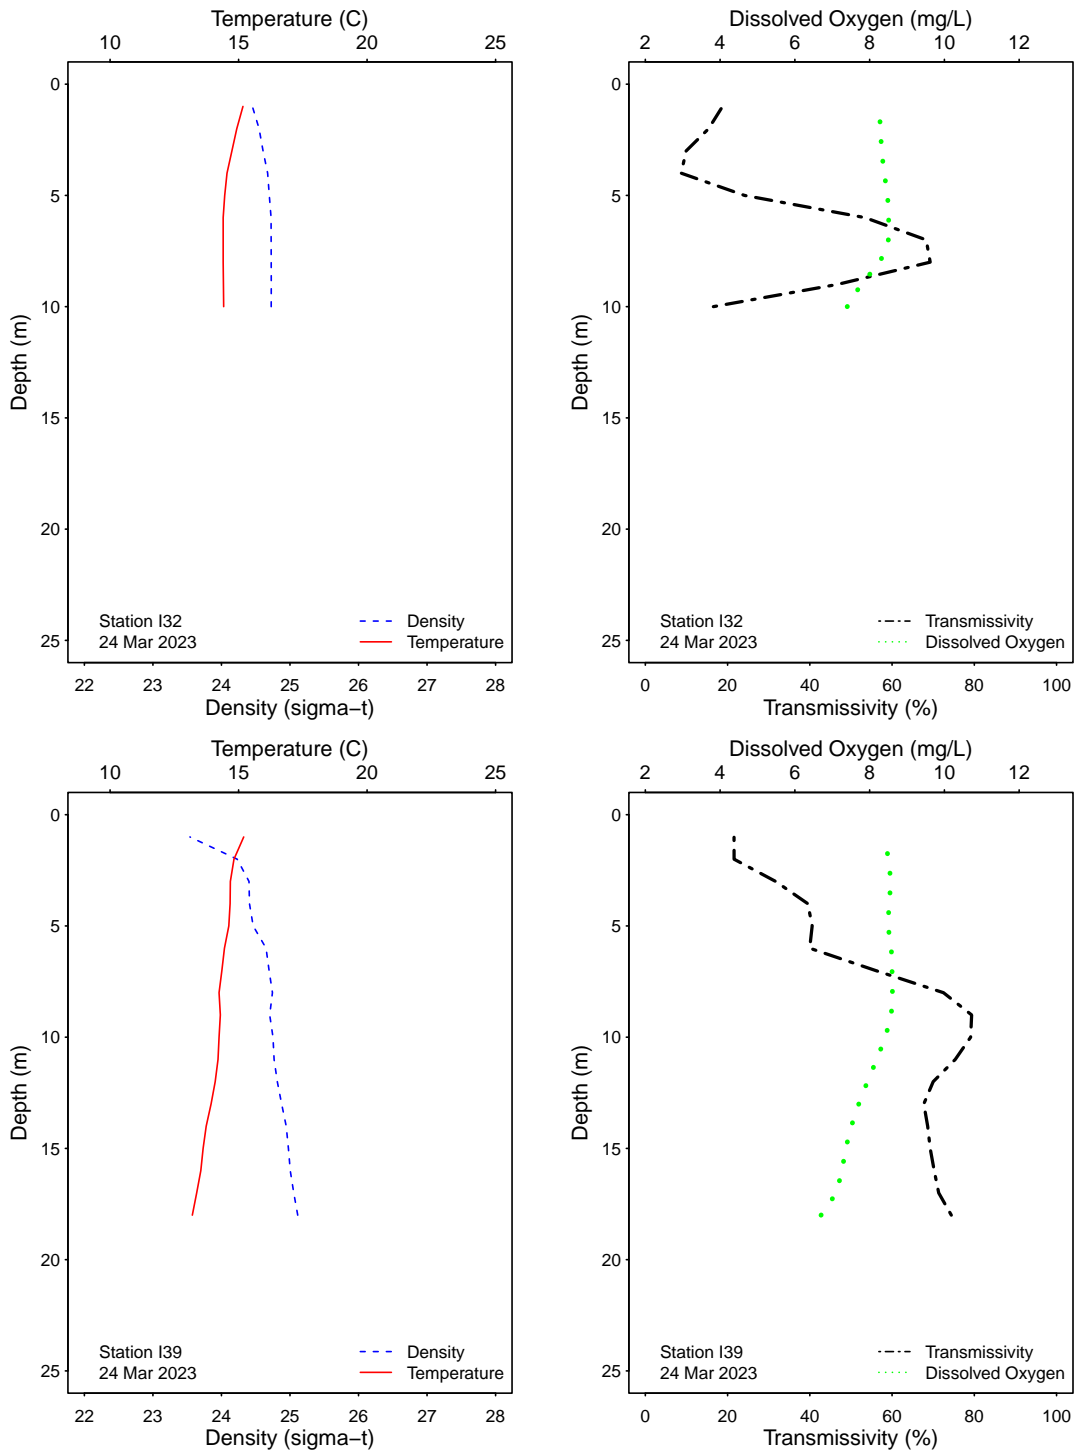 Temperature (C)
10 15 20 25
0
5
10
15
20
25
Depth (m)
Station I32
24 Mar 2023
Density
Temperature
22 23 24 25 26 27 28
Density (sigma−t)
Dissolved Oxygen (mg/L)
2 4 6 8 10 12
0
5
10
15
20
25
Depth (m)
Station I32
24 Mar 2023
Transmissivity
Dissolved Oxygen
0 20 40 60 80 100
Transmissivity (%)
Temperature (C)
10 15 20 25
0
5
10
15
20
25
Depth (m)
Station I39
24 Mar 2023
Density
Temperature
22 23 24 25 26 27 28
Density (sigma−t)
Dissolved Oxygen (mg/L)
2 4 6 8 10 12
0
5
10
15
20
25
Depth (m)
Station I39
24 Mar 2023
Transmissivity
Dissolved Oxygen
0 20 40 60 80 100
Transmissivity (%)